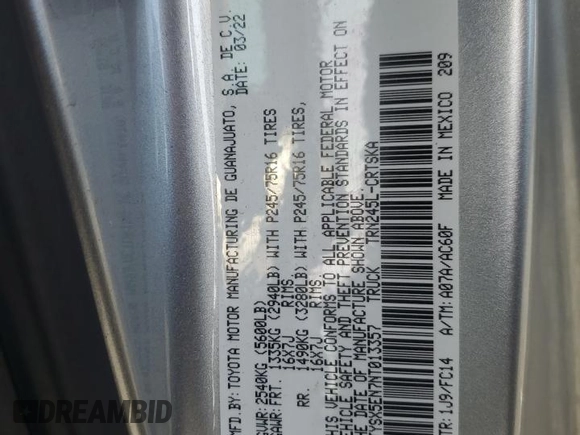 MFD.BY: TOYOTA MOTOR MANUFACTURING DE GUANAJUATO, S.A. DE C.V.
DATE: 03/22
GVWR: 2540KG (5600LB)
GAWR: FRT. 1335KG (2940LB) WITH P245/75R16 TIRES
16X7J RIMS
1490KG (3280LB) WITH P245/75R16 TIRES,
16X7J RIMS,
THIS VEHICLE CONFORMS TO ALL APPLICABLE FEDERAL MOTOR
VEHICLE SAFETY AND THEFT PREVENTION STANDARDS IN EFFECT ON
THE DATE OF MANUFACTURE SHOWN ABOVE.
TYSX5EN7NT013357 TRUCK TRN245L-CRTSKA
TR: 1J9/FC14 A/TM: A07A/AC60F MADE IN MEXICO 209
DREAMBID